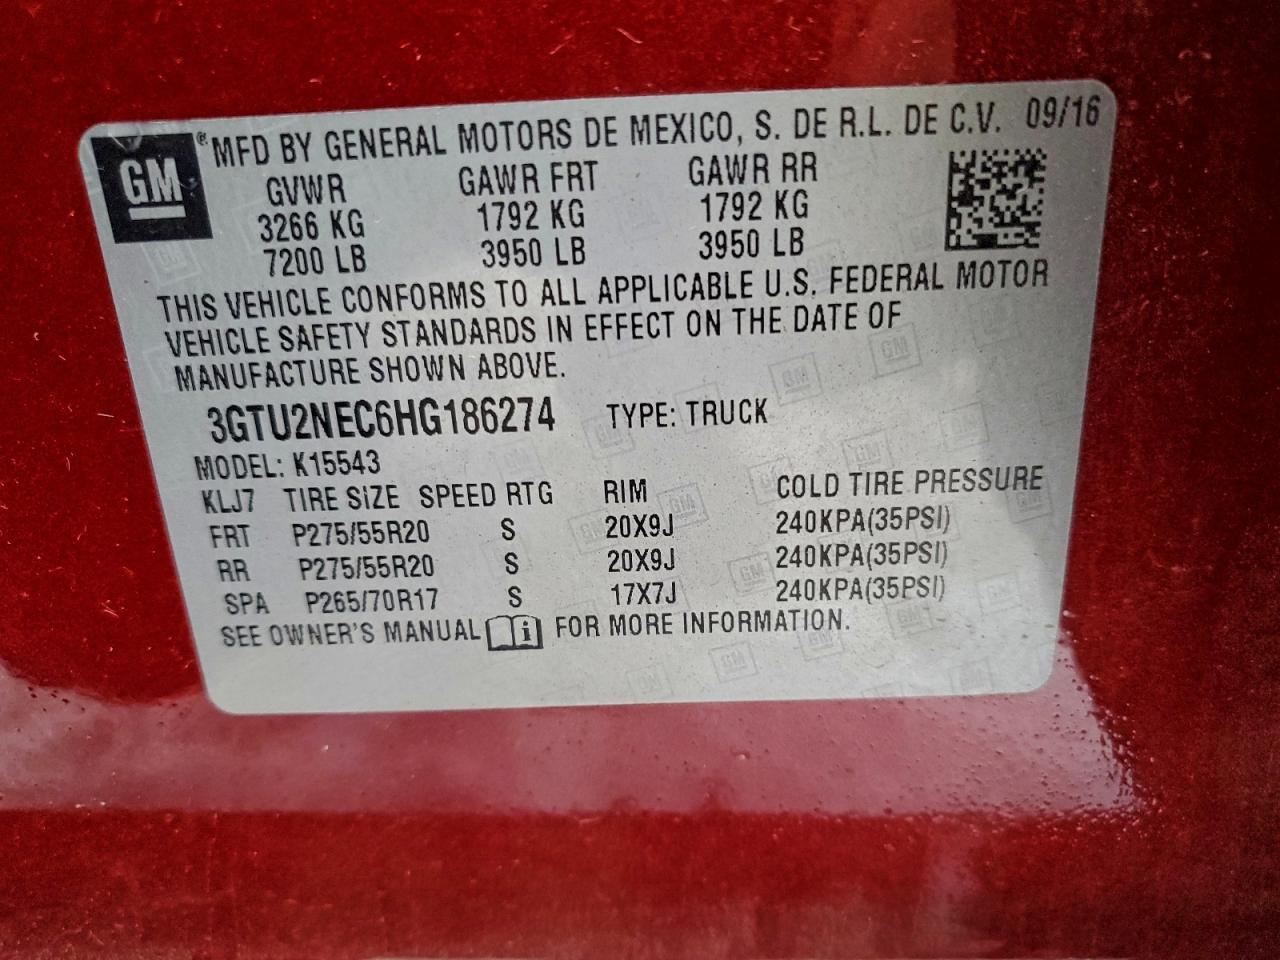 GM ® MFD BY GENERAL MOTORS DE MEXICO, S. DE R.L. DE C.V. 09/16
GVWR GAWR FRT GAWR RR
3266 KG 1792 KG 1792 KG
7200 LB 3950 LB 3950 LB
THIS VEHICLE CONFORMS TO ALL APPLICABLE U.S. FEDERAL MOTOR
VEHICLE SAFETY STANDARDS IN EFFECT ON THE DATE OF
MANUFACTURE SHOWN ABOVE.
3GTU2NEC6HG186274 TYPE: TRUCK
MODEL: K15543
KLJ7 TIRE SIZE SPEED RTG RIM COLD TIRE PRESSURE
FRT P275/55R20 S 20X9J 240KPA(35PSI)
RR P275/55R20 S 20X9J 240KPA(35PSI)
SPA P265/70R17 S 17X7J 240KPA(35PSI)
SEE OWNER'S MANUAL i FOR MORE INFORMATION.